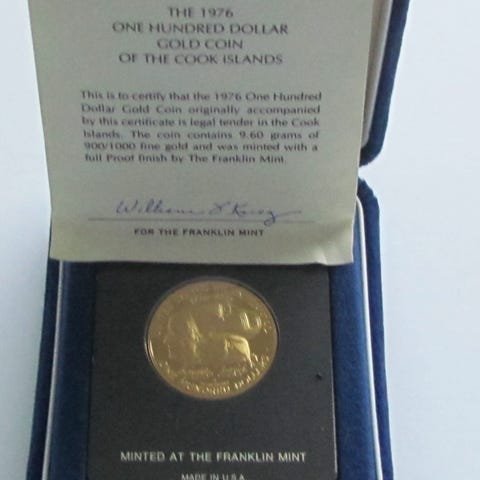 THE 1976
ONE HUNDRED DOLLAR
GOLD COIN
OF THE COOK ISLANDS
This is to certify that the 1976 One Hundred
Dollar Gold Coin originally accompanied
by this certificate is legal tender in the Cook
Islands. The coin contains 9.60 grams of
900/1000 fine gold and was minted with a
full Proof finish by The Franklin Mint.
FOR THE FRANKLIN MINT
ONE HUNDRED DOLLARS
MINTED AT THE FRANKLIN MINT
MADE IN U.S.A